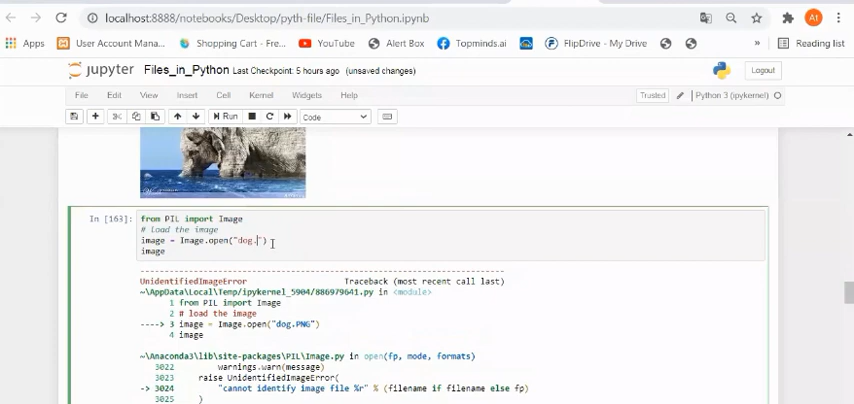 localhost:8888/notebooks/Desktop/pyth-file/Files_in_Python.ipynb
At
Apps User Account Mana... Shopping Cart - Free... YouTube Alert Box Topminds.ai FlipDrive - My Drive » Reading list
jupyter Files_in_Python Last Checkpoint: 5 hours ago (unsaved changes) Logout
File Edit View Insert Cell Kernel Widgets Help Trusted Python 3 (ipykernel)
Run Code
In [163]: from PIL import Image
# load the image
image = Image.open("dog.")
image
UnidentifiedImageError Traceback (most recent call last)
~\AppData\Local\Temp/ipykernel_5904/886979641.py in <module>
1 from PIL import Image
2 # load the image
----> 3 image = Image.open("dog.PNG")
4 image
~\Anaconda3\lib\site-packages\PIL\Image.py in open(fp, mode, formats)
3022 warnings.warn(message)
3023 raise UnidentifiedImageError(
-> 3024 "cannot identify image file %r" % (filename if filename else fp)
3025 )